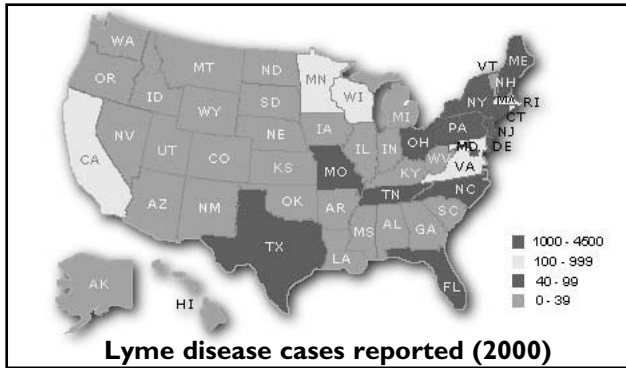 WA
OR
CA
NV
ID
MT
WY
UT
AZ
CO
NM
ND
SD
NE
KS
OK
TX
MN
IA
MO
AR
LA
WI
IL
MI
IN
OH
KY
TN
MS
AL
GA
FL
SC
NC
VA
WV
PA
NY
VT
ME
NH
MA
RI
CT
NJ
DE
MD
AK
HI
1000 - 4500
100 - 999
40 - 99
0 - 39
Lyme disease cases reported (2000)